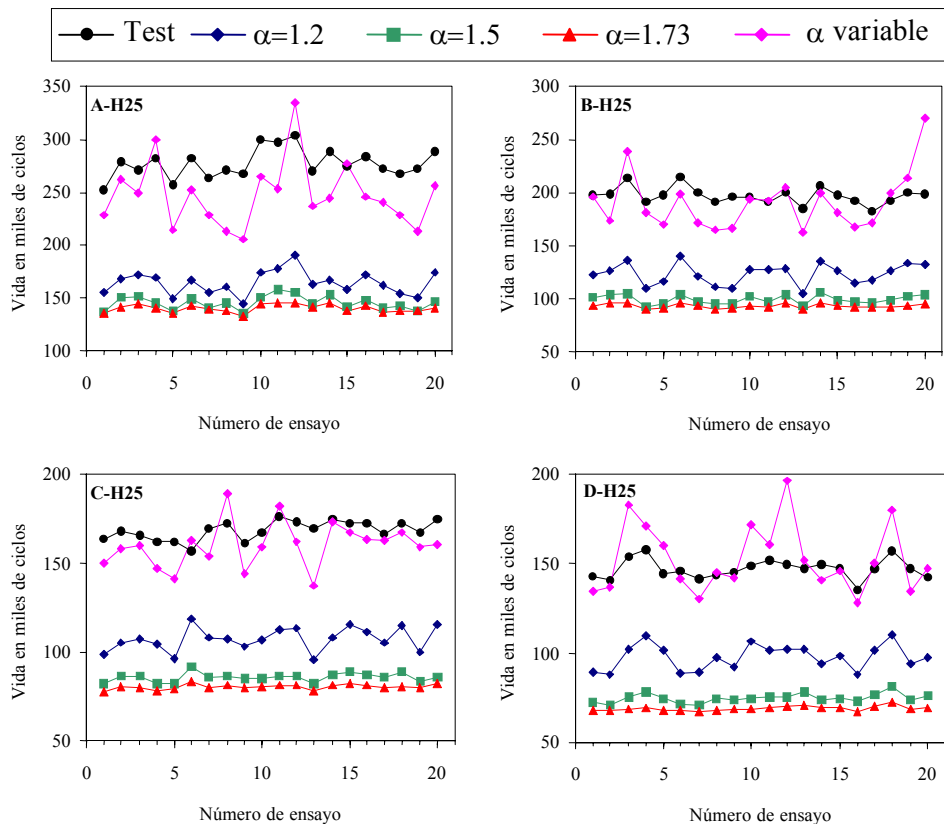 Test α=1.2 α=1.5 α=1.73 α variable
A-H25
Vida en miles de ciclos
350
300
250
200
150
100
0 5 10 15 20
Número de ensayo
B-H25
Vida en miles de ciclos
300
250
200
150
100
50
0 5 10 15 20
Número de ensayo
C-H25
Vida en miles de ciclos
200
150
100
50
0 5 10 15 20
Número de ensayo
D-H25
Vida en miles de ciclos
200
150
100
50
0 5 10 15 20
Número de ensayo